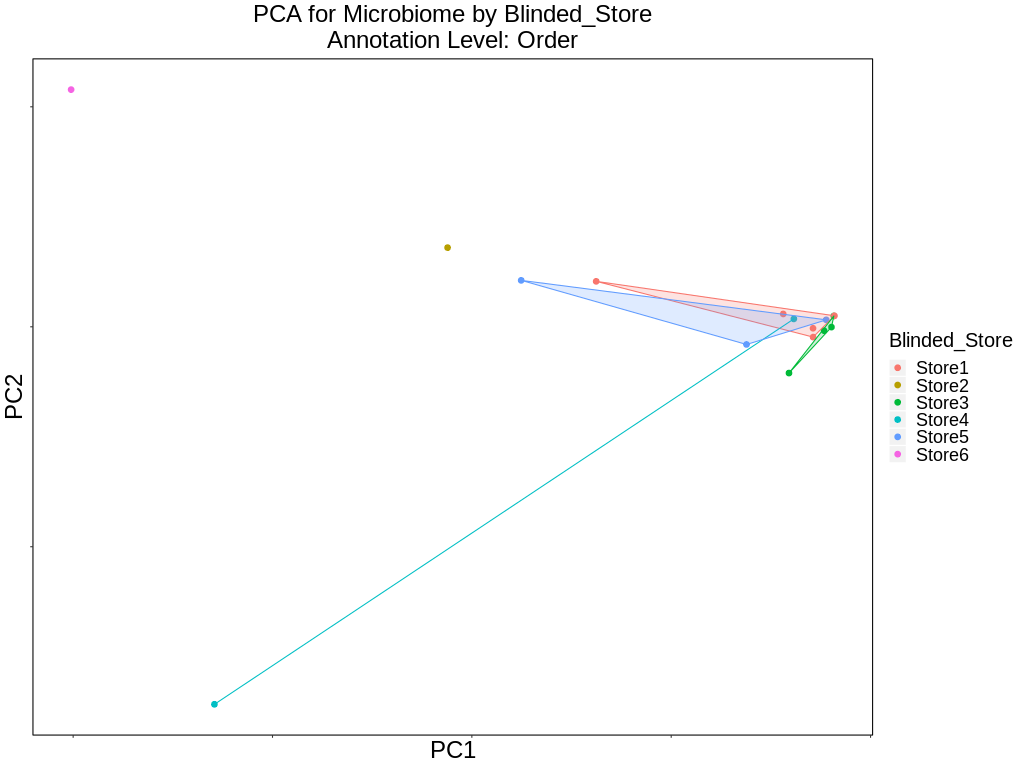 PCA for Microbiome by Blinded_Store
Annotation Level: Order
PC2
PC1
Blinded_Store
Store1
Store2
Store3
Store4
Store5
Store6